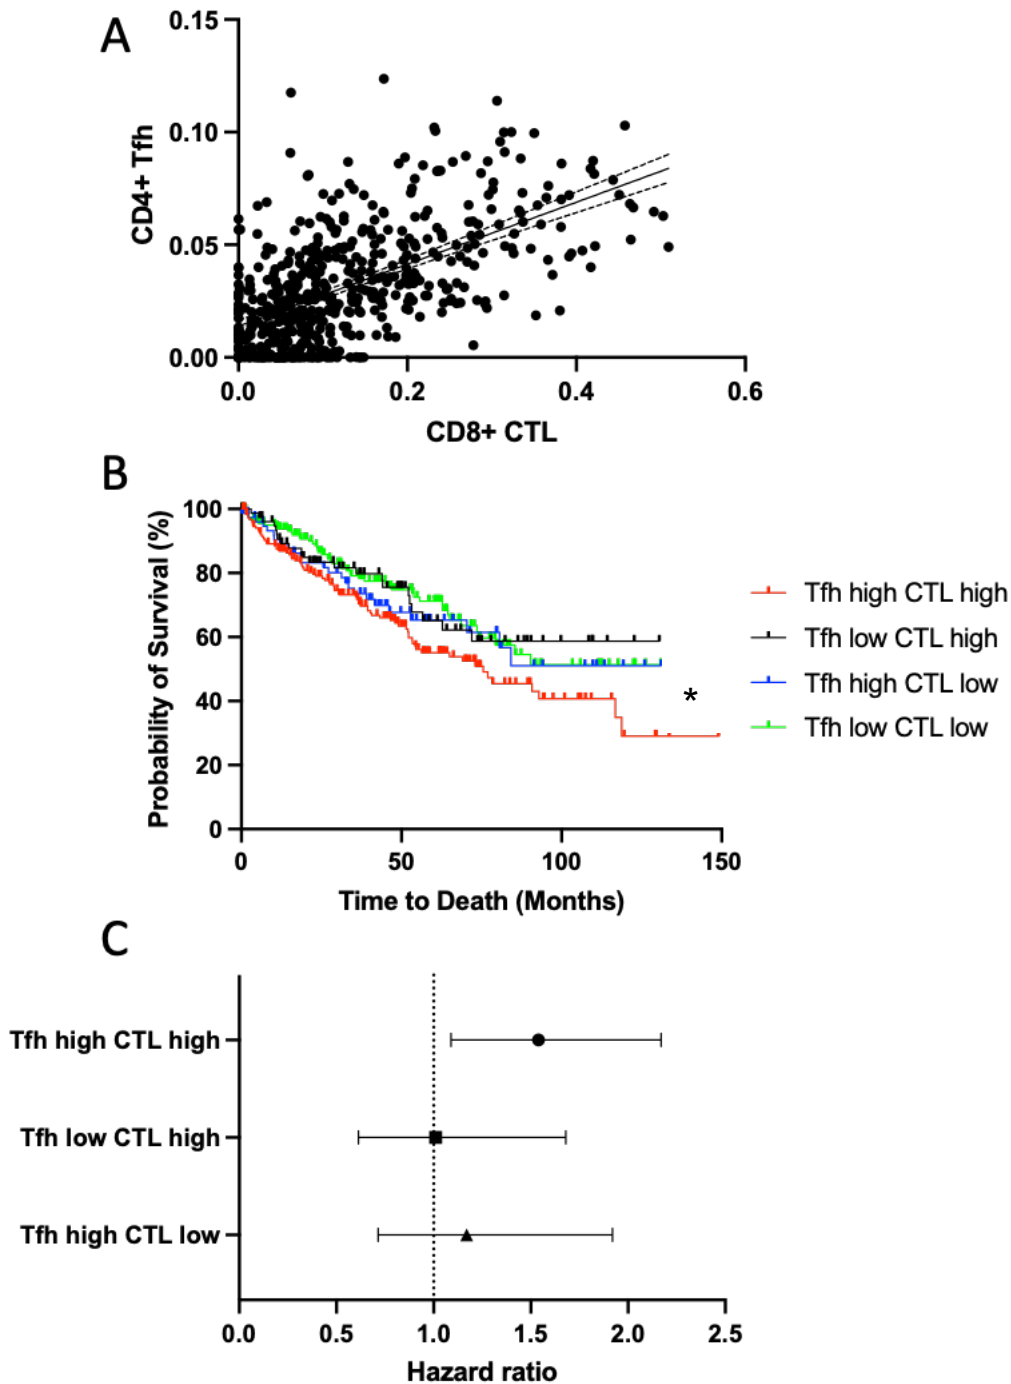 A
0.15
0.10
0.05
0.00
CD4+ Tfh
0.0 0.2 0.4 0.6
CD8+ CTL
B
100
80
60
40
20
0
Probability of Survival (%)
*
0 50 100 150
Time to Death (Months)
Tfh high CTL high
Tfh low CTL high
Tfh high CTL low
Tfh low CTL low
C
Tfh high CTL high
Tfh low CTL high
Tfh high CTL low
0.0 0.5 1.0 1.5 2.0 2.5
Hazard ratio